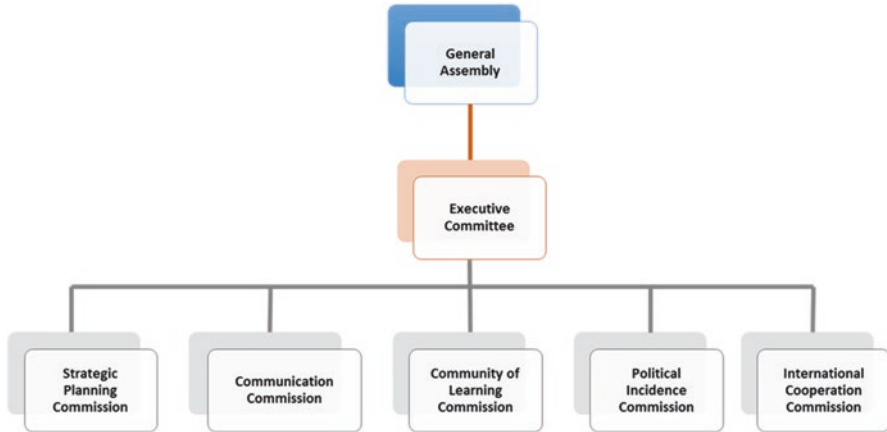 General
Assembly
Executive
Committee
Strategic
Planning
Commission
Communication
Commission
Community of
Learning
Commission
Political
Incidence
Commission
International
Cooperation
Commission